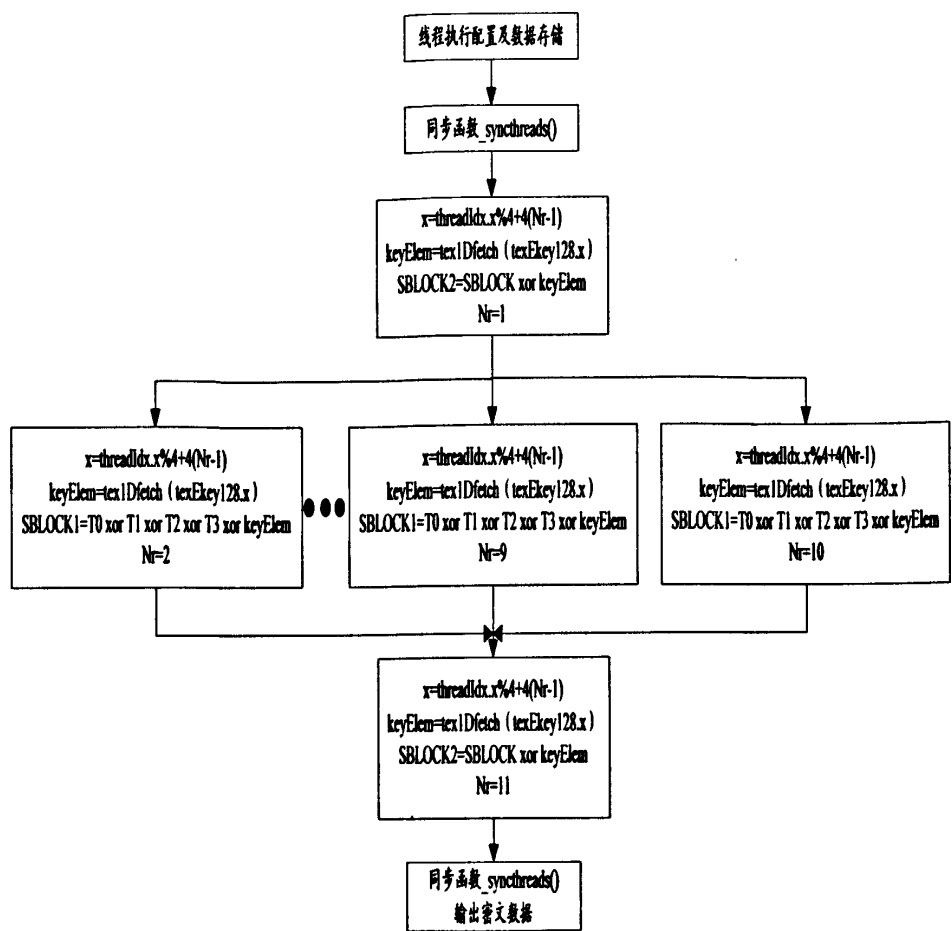 线程执行配置及数据存储
同步函数_syncthreads()
x=threadIdx.x%4+4(Nr-1)
keyElem=tex1Dfetch（texEkey128.x）
SBLOCK2=SBLOCK xor keyElem
Nr=1
x=threadIdx.x%4+4(Nr-1)
keyElem=tex1Dfetch（texEkey128.x）
SBLOCK1=T0 xor T1 xor T2 xor T3 xor keyElem
Nr=2
x=threadIdx.x%4+4(Nr-1)
keyElem=tex1Dfetch（texEkey128.x）
SBLOCK1=T0 xor T1 xor T2 xor T3 xor keyElem
Nr=9
x=threadIdx.x%4+4(Nr-1)
keyElem=tex1Dfetch（texEkey128.x）
SBLOCK1=T0 xor T1 xor T2 xor T3 xor keyElem
Nr=10
x=threadIdx.x%4+4(Nr-1)
keyElem=tex1Dfetch（texEkey128.x）
SBLOCK2=SBLOCK xor keyElem
Nr=11
同步函数_syncthreads()
输出密文数据